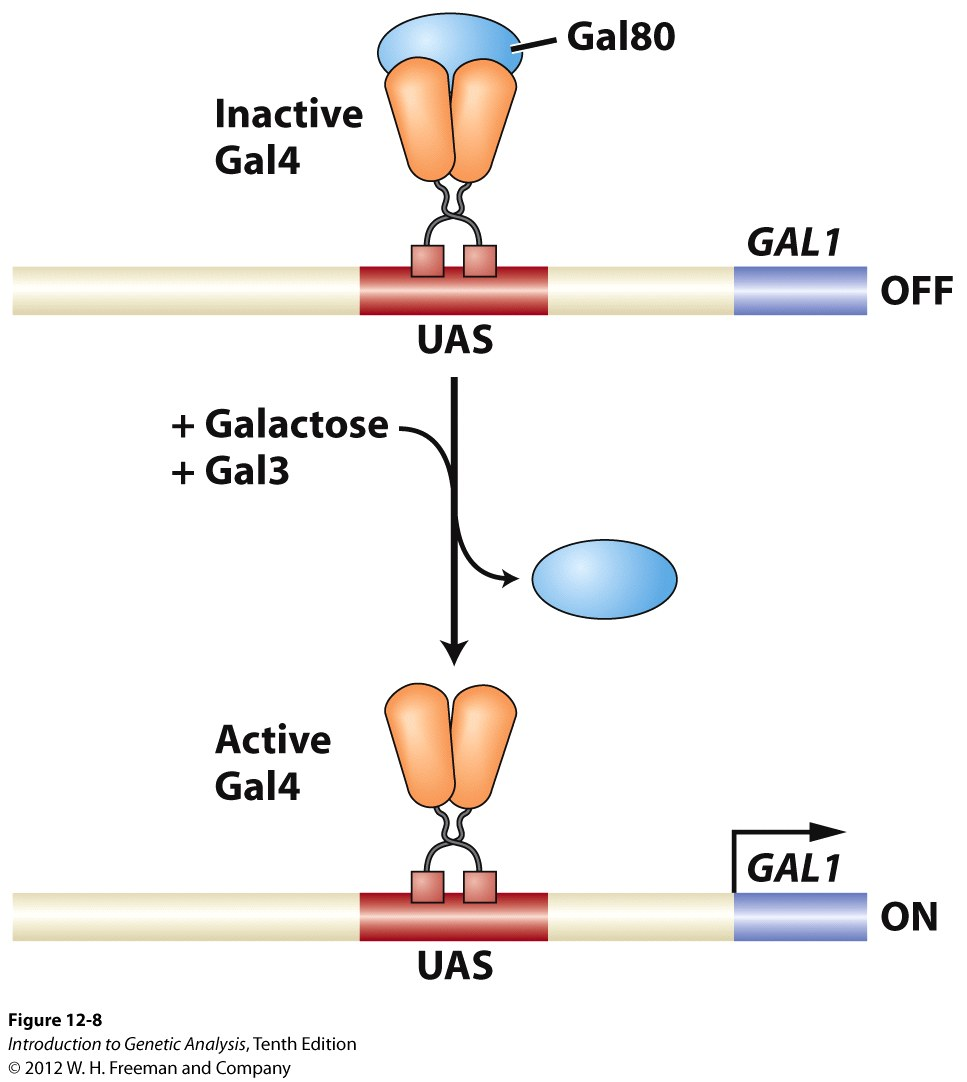 Gal80
Inactive
Gal4
GAL1
OFF
UAS
+ Galactose
+ Gal3
Active
Gal4
GAL1
ON
UAS
Figure 12-8
Introduction to Genetic Analysis, Tenth Edition
© 2012 W. H. Freeman and Company